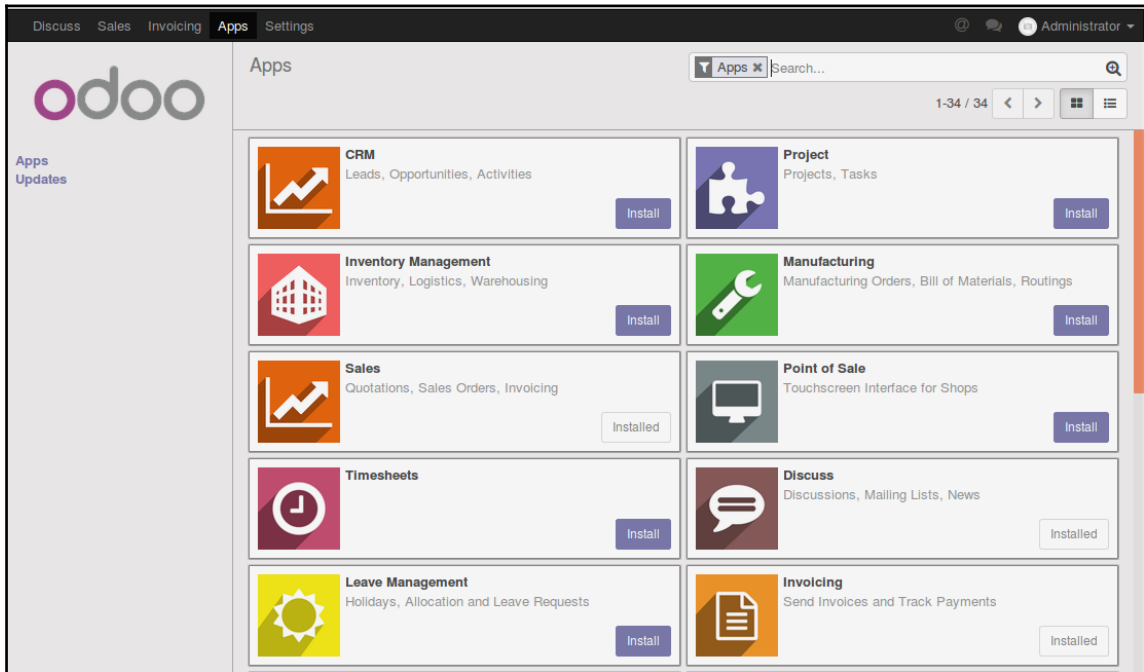 Discuss Sales Invoicing Apps Settings @ Administrator
odoo
Apps
Apps Search...
1-34 / 34
Apps
Updates
CRM
Leads, Opportunities, Activities
Install
Project
Projects, Tasks
Install
Inventory Management
Inventory, Logistics, Warehousing
Install
Manufacturing
Manufacturing Orders, Bill of Materials, Routings
Install
Sales
Quotations, Sales Orders, Invoicing
Installed
Point of Sale
Touchscreen Interface for Shops
Install
Timesheets
Install
Discuss
Discussions, Mailing Lists, News
Installed
Leave Management
Holidays, Allocation and Leave Requests
Install
Invoicing
Send Invoices and Track Payments
Installed